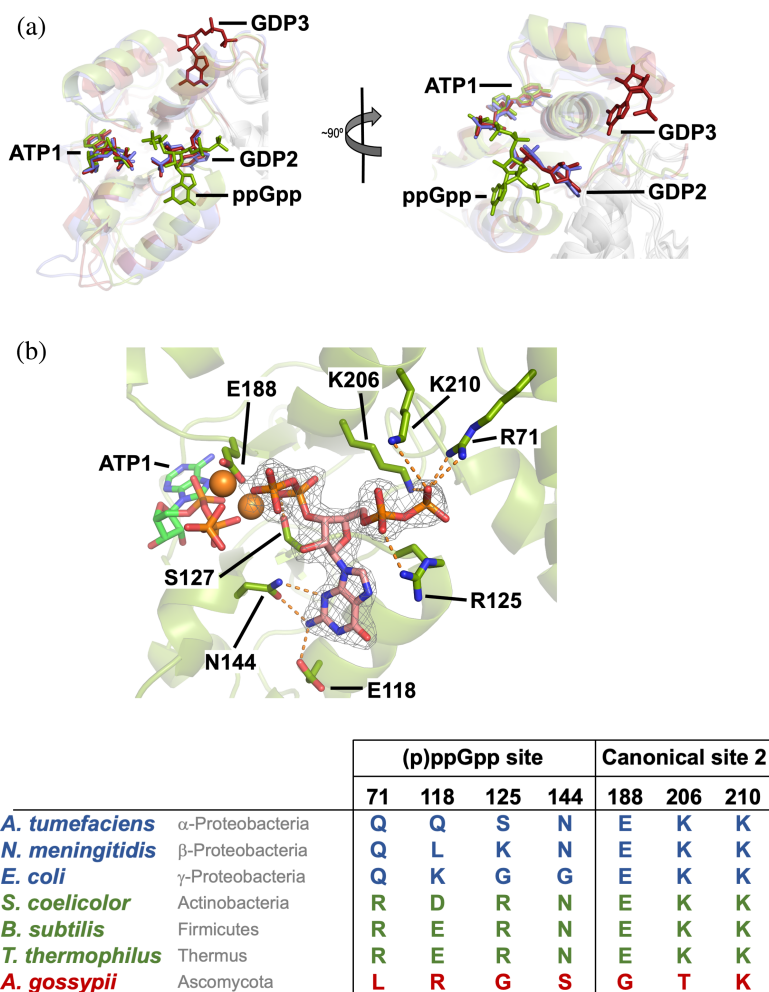 (a)
GDP3
ATP1
GDP2
ppGpp
~90º
ATP1
GDP3
ppGpp
GDP2
(b)
E188
K206
K210
R71
ATP1
S127
R125
N144
E118
(p)ppGpp site Canonical site 2
71 118 125 144 188 206 210
A. tumefaciens α-Proteobacteria Q Q S N E K K
N. meningitidis β-Proteobacteria Q L K N E K K
E. coli γ-Proteobacteria Q K G G E K K
S. coelicolor Actinobacteria R D R N E K K
B. subtilis Firmicutes R E R N E K K
T. thermophilus Thermus R E R N E K K
A. gossypii Ascomycota L R G S G T K